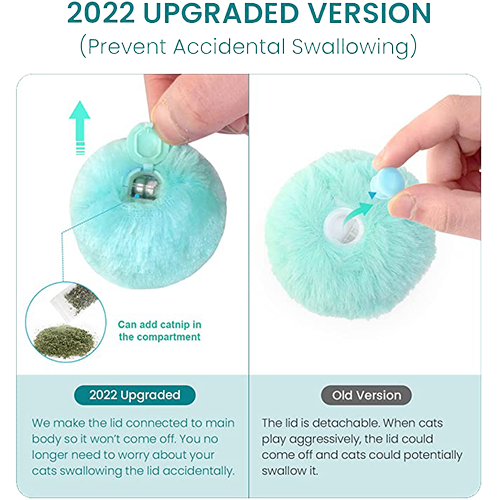 2022 UPGRADED VERSION
(Prevent Accidental Swallowing)
Can add catnip in
the compartment
2022 Upgraded
We make the lid connected to main
body so it won't come off. You no
longer need to worry about your
cats swallowing the lid accidentally.
Old Version
The lid is detachable. When cats
play aggressively, the lid could
come off and cats could potentially
swallow it.